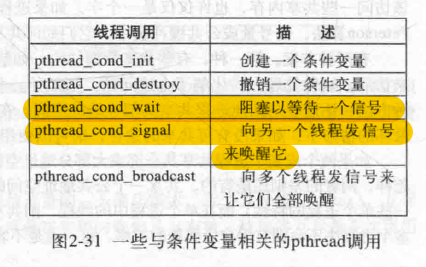 线程调用 描 述
pthread_cond_init 创建一个条件变量
pthread_cond_destroy 撤销一个条件变量
pthread_cond_wait 阻塞以等待一个信号
pthread_cond_signal 向另一个线程发信号
来唤醒它
pthread_cond_broadcast 向多个线程发信号来
让它们全部唤醒
图2-31 一些与条件变量相关的pthread调用